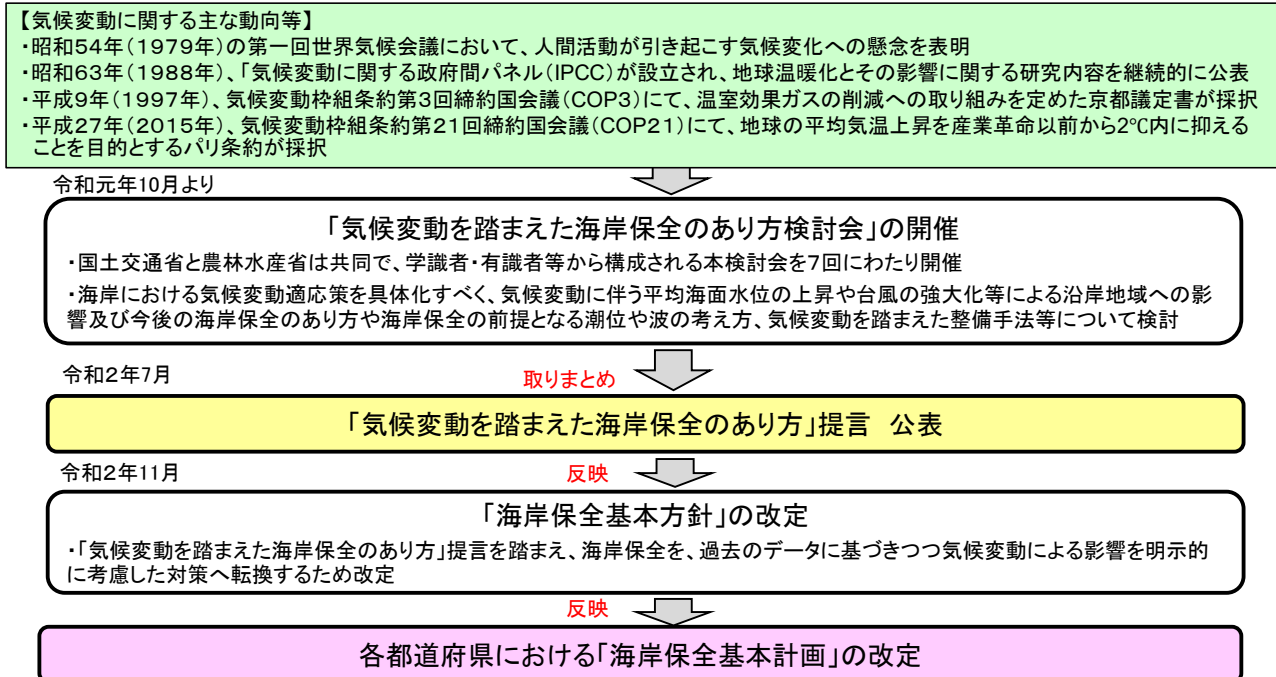 【気候変動に関する主な動向等】
・昭和54年(1979年)の第一回世界気候会議において、人間活動が引き起こす気候変化への懸念を表明
・昭和63年(1988年)、「気候変動に関する政府間パネル(IPCC)が設立され、地球温暖化とその影響に関する研究内容を継続的に公表
・平成9年(1997年)、気候変動枠組条約第3回締約国会議(COP3)にて、温室効果ガスの削減への取り組みを定めた京都議定書が採択
・平成27年(2015年)、気候変動枠組条約第21回締約国会議(COP21)にて、地球の平均気温上昇を産業革命以前から2℃内に抑える
ことを目的とするパリ条約が採択
令和元年10月より
「気候変動を踏まえた海岸保全のあり方検討会」の開催
・国土交通省と農林水産省は共同で、学識者・有識者等から構成される本検討会を7回にわたり開催
・海岸における気候変動適応策を具体化すべく、気候変動に伴う平均海面水位の上昇や台風の強大化等による沿岸地域への影
響及び今後の海岸保全のあり方や海岸保全の前提となる潮位や波の考え方、気候変動を踏まえた整備手法等について検討
令和2年7月
取りまとめ
「気候変動を踏まえた海岸保全のあり方」提言 公表
令和2年11月
反映
「海岸保全基本方針」の改定
・「気候変動を踏まえた海岸保全のあり方」提言を踏まえ、海岸保全を、過去のデータに基づきつつ気候変動による影響を明示的
に考慮した対策へ転換するため改定
反映
各都道府県における「海岸保全基本計画」の改定